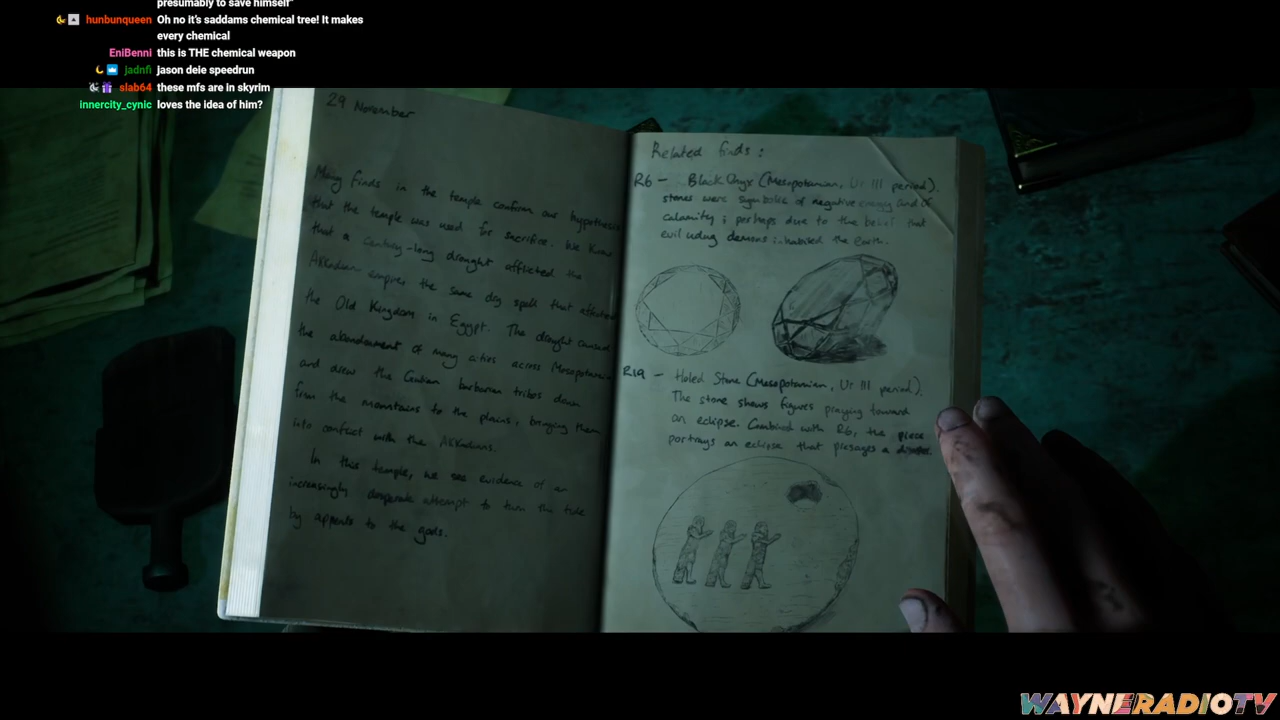 presumably to save himself"
hunbunqueen Oh no it's saddams chemical tree! It makes
every chemical
EniBenni this is THE chemical weapon
jadnfi jason deie speedrun
slab64 these mfs are in skyrim
innercity_cynic loves the idea of him?
29 November
Many finds in the temple confirm our hypothesis
that the temple was used for sacrifice. We know
that a century-long drought afflicted the
Akkadian empire, the same dry spell that affected
the Old Kingdom in Egypt. The drought caused
the abandonment of many cities across Mesopotamia
and drew the Gutian barbarian tribes down
from the mountains to the plains, bringing them
into conflict with the Akkadians.
In this temple, we see evidence of an
increasingly desperate attempt to turn the tide
by appeals to the gods.
Related finds:
R6 - Black Onyx (Mesopotamian, Ur III period).
stones were symbolic of negative energy and of
calamity; perhaps due to the belief that
evil udug demons inhabited the Earth.
R19 - Holed Stone (Mesopotamian, Ur III period).
The stone shows figures praying toward
an eclipse. Combined with R6, the piece
portrays an eclipse that presages a disaster.
WAYNERADIOTV